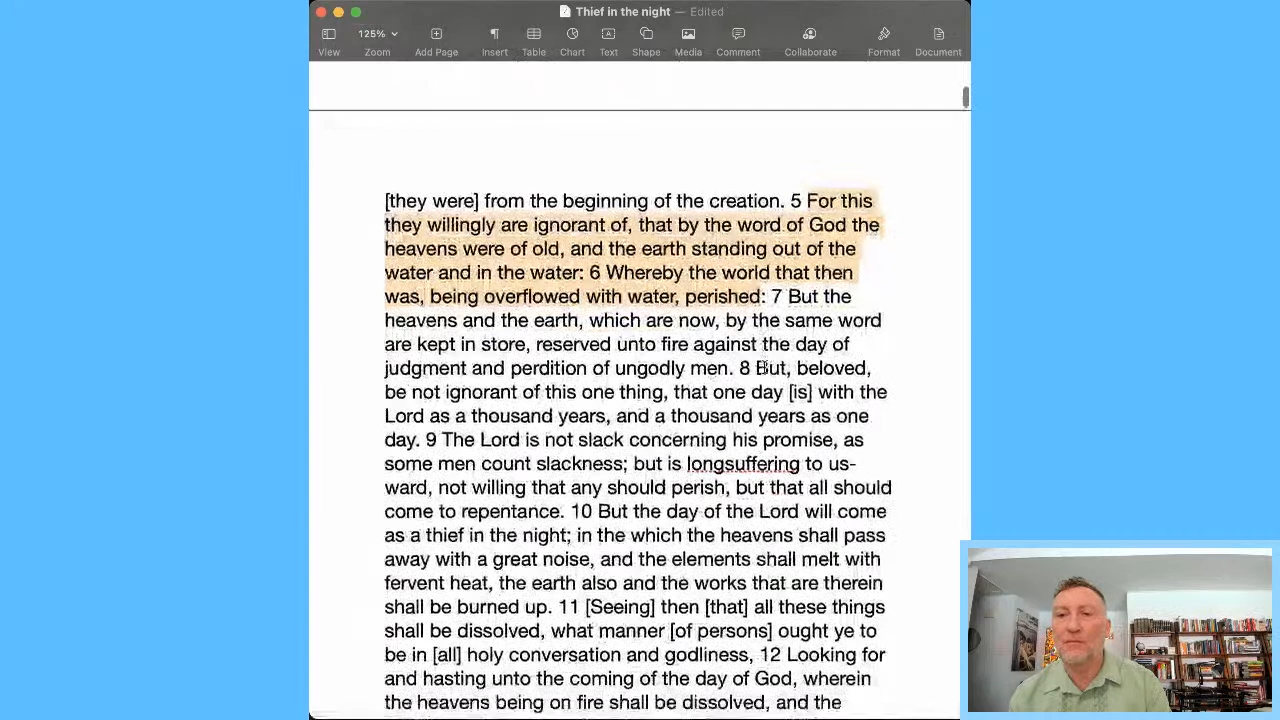 Thief in the night — Edited
125%
View Zoom Add Page Insert Table Chart Text Shape Media Comment Collaborate Format Document
[they were] from the beginning of the creation. 5 For this
they willingly are ignorant of, that by the word of God the
heavens were of old, and the earth standing out of the
water and in the water: 6 Whereby the world that then
was, being overflowed with water, perished: 7 But the
heavens and the earth, which are now, by the same word
are kept in store, reserved unto fire against the day of
judgment and perdition of ungodly men. 8 But, beloved,
be not ignorant of this one thing, that one day [is] with the
Lord as a thousand years, and a thousand years as one
day. 9 The Lord is not slack concerning his promise, as
some men count slackness; but is longsuffering to us-
ward, not willing that any should perish, but that all should
come to repentance. 10 But the day of the Lord will come
as a thief in the night; in the which the heavens shall pass
away with a great noise, and the elements shall melt with
fervent heat, the earth also and the works that are therein
shall be burned up. 11 [Seeing] then [that] all these things
shall be dissolved, what manner [of persons] ought ye to
be in [all] holy conversation and godliness, 12 Looking for
and hasting unto the coming of the day of God, wherein
the heavens being on fire shall be dissolved, and the